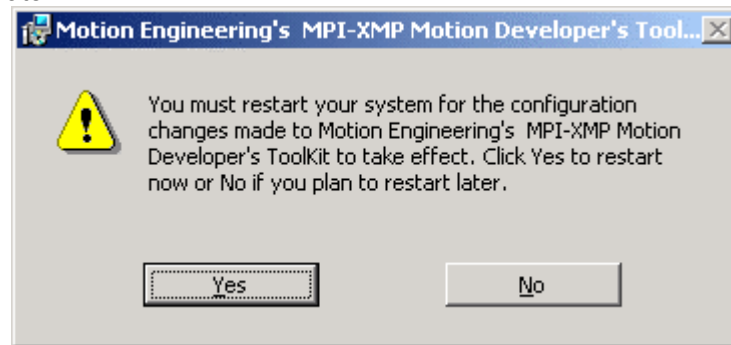 Motion Engineering's MPI-XMP Motion Developer's Tool...
You must restart your system for the configuration
changes made to Motion Engineering's MPI-XMP Motion
Developer's ToolKit to take effect. Click Yes to restart
now or No if you plan to restart later.
Yes
No